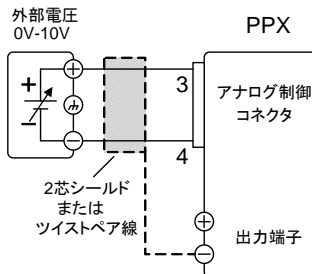 外部電圧
0V-10V
PPX
3
アナログ制御
コネクタ
4
2芯シールド
または
ツイストペア線
出力端子